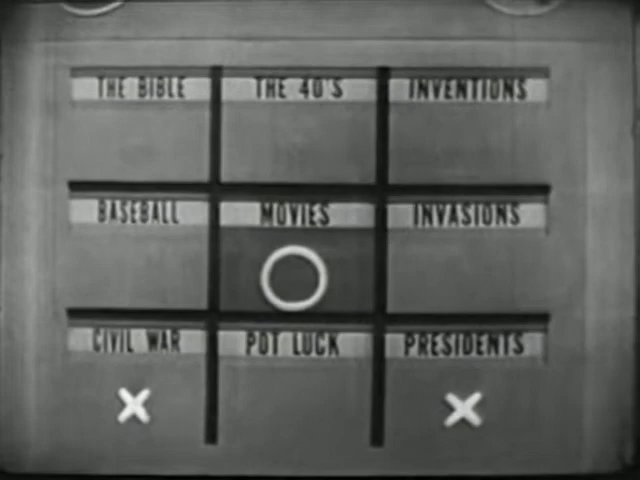 THE BIBLE THE 40'S INVENTIONS
BASEBALL MOVIES INVASIONS
O
CIVIL WAR POT LUCK PRESIDENTS
X X